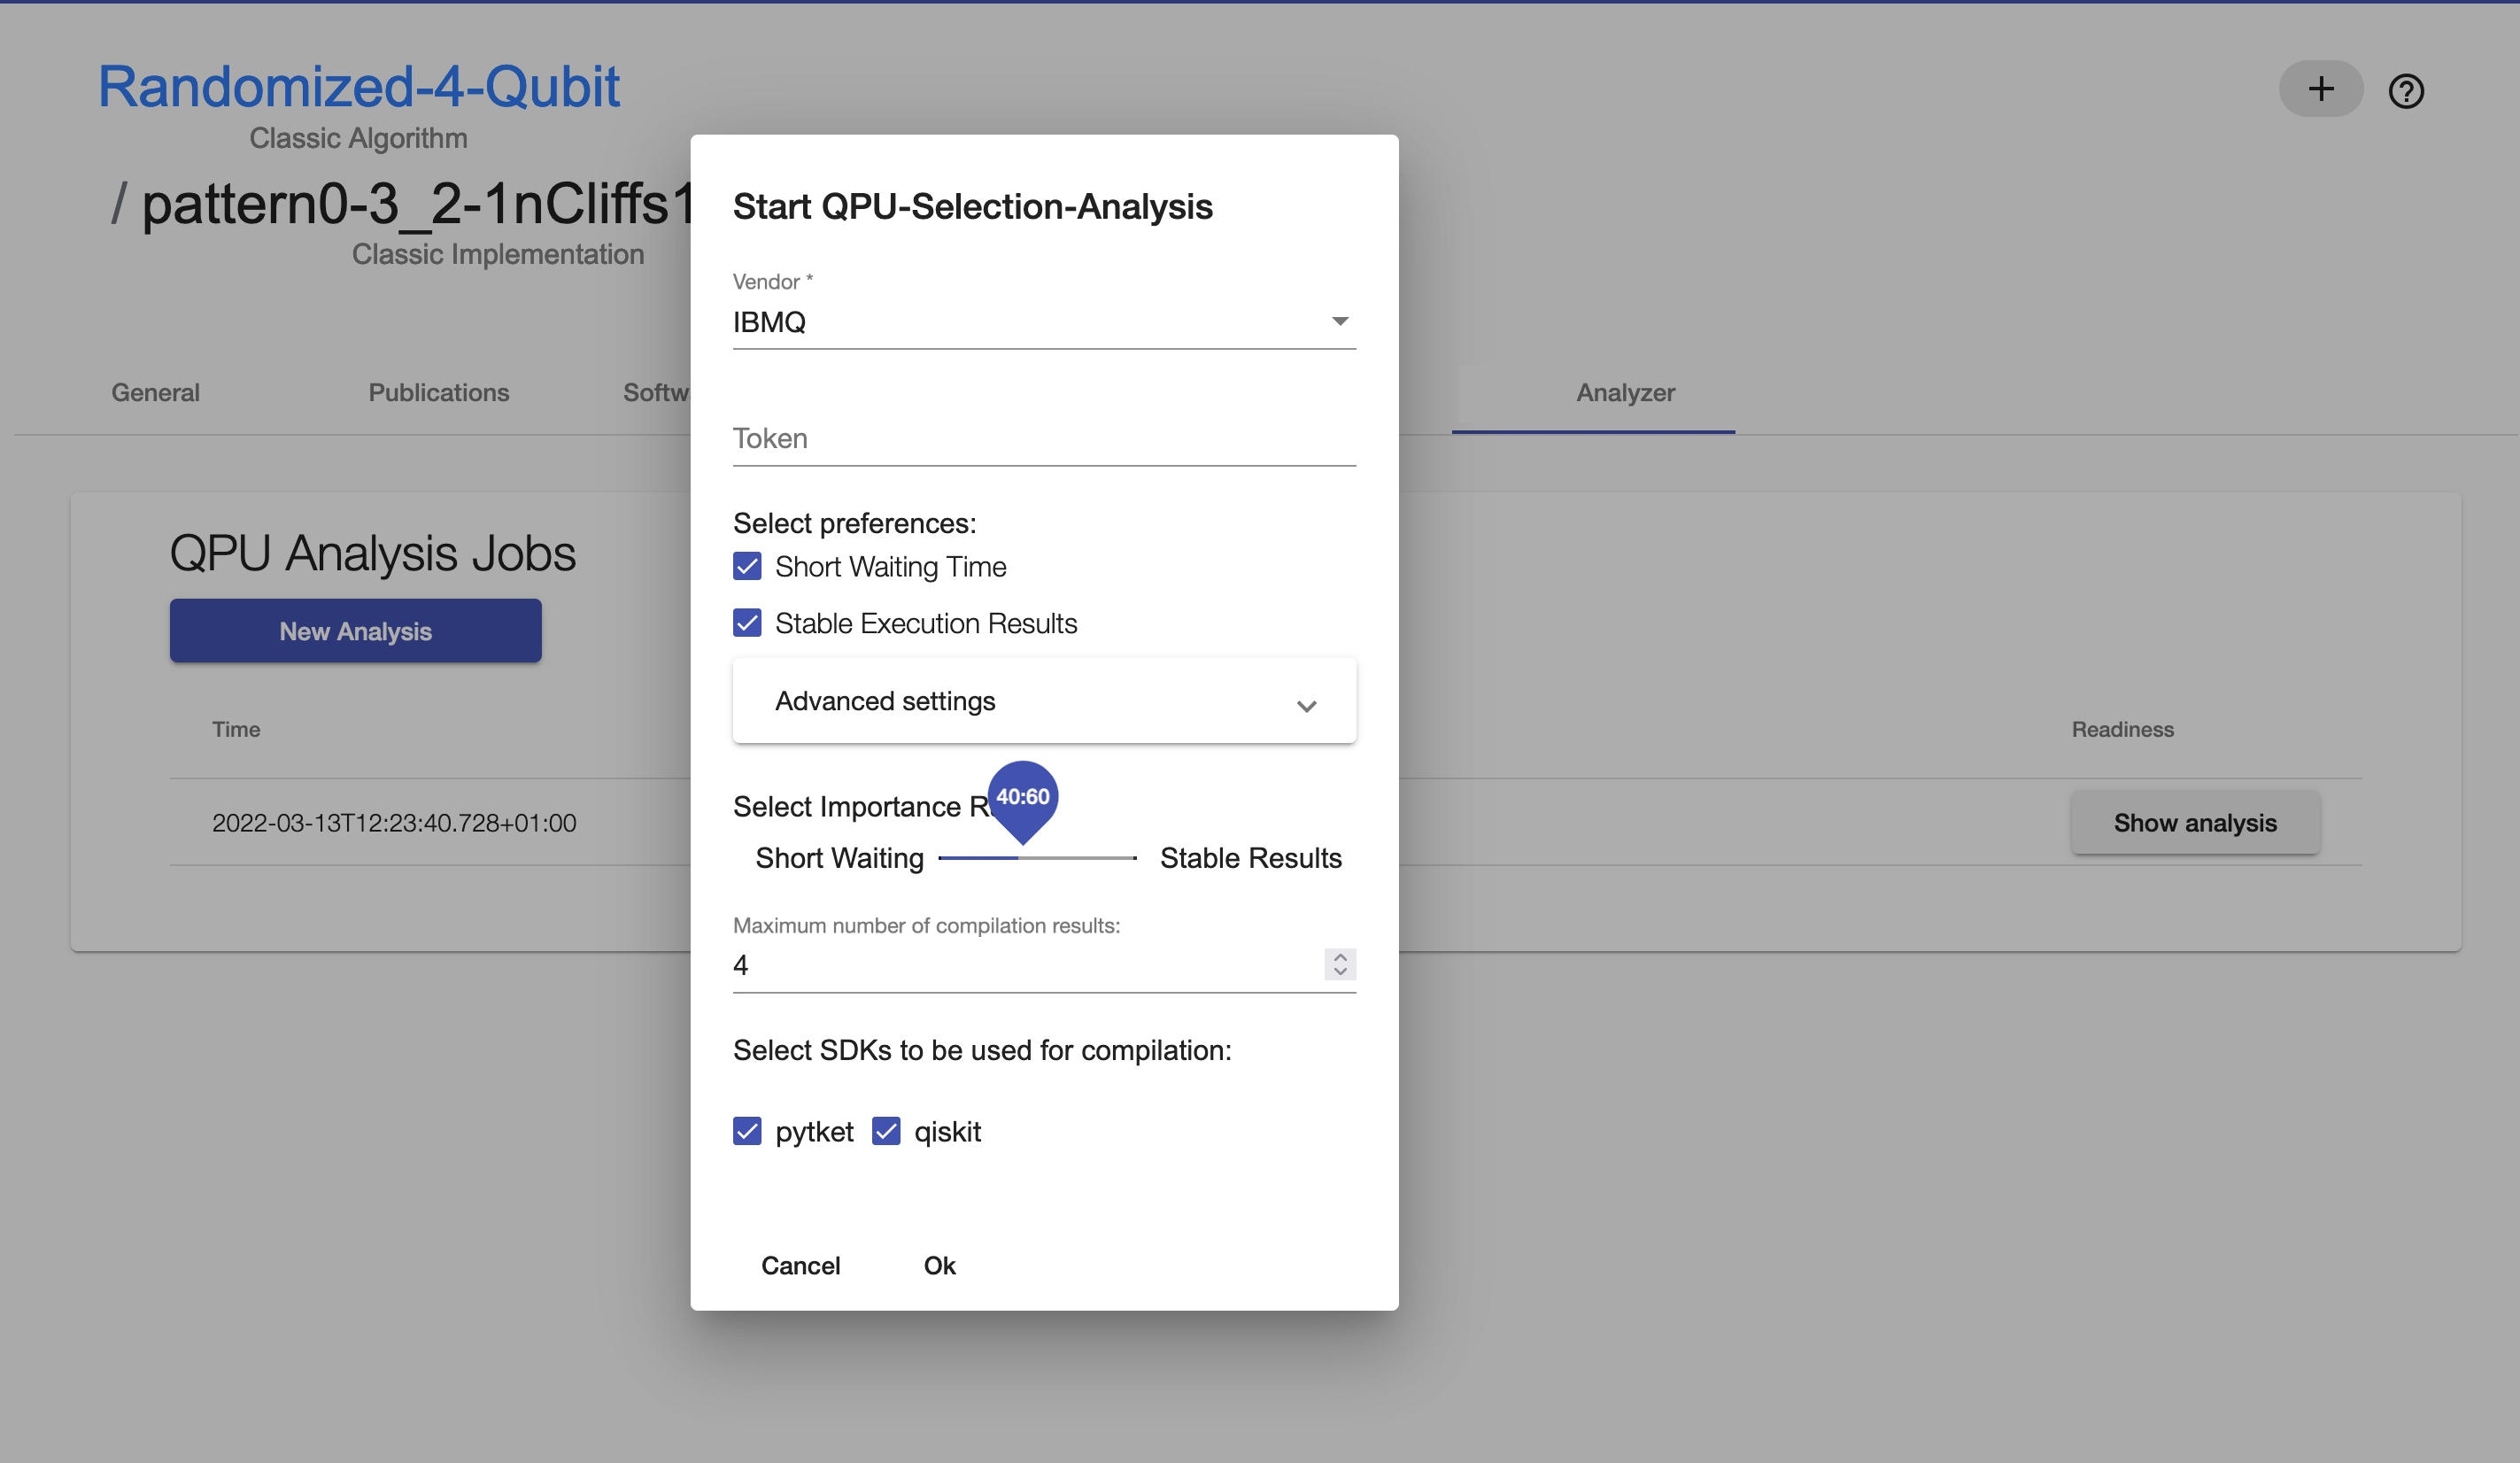 Randomized-4-Qubit
Classic Algorithm
/ pattern0-3_2-1nCliffs1
Classic Implementation
General
Publications
Softw
Analyzer
QPU Analysis Jobs
New Analysis
Time
Readiness
2022-03-13T12:23:40.728+01:00
Show analysis
Start QPU-Selection-Analysis
Vendor *
IBMQ
Token
Select preferences:
Short Waiting Time
Stable Execution Results
Advanced settings
Select Importance R
40:60
Short Waiting
Stable Results
Maximum number of compilation results:
4
Select SDKs to be used for compilation:
pytket qiskit
Cancel Ok